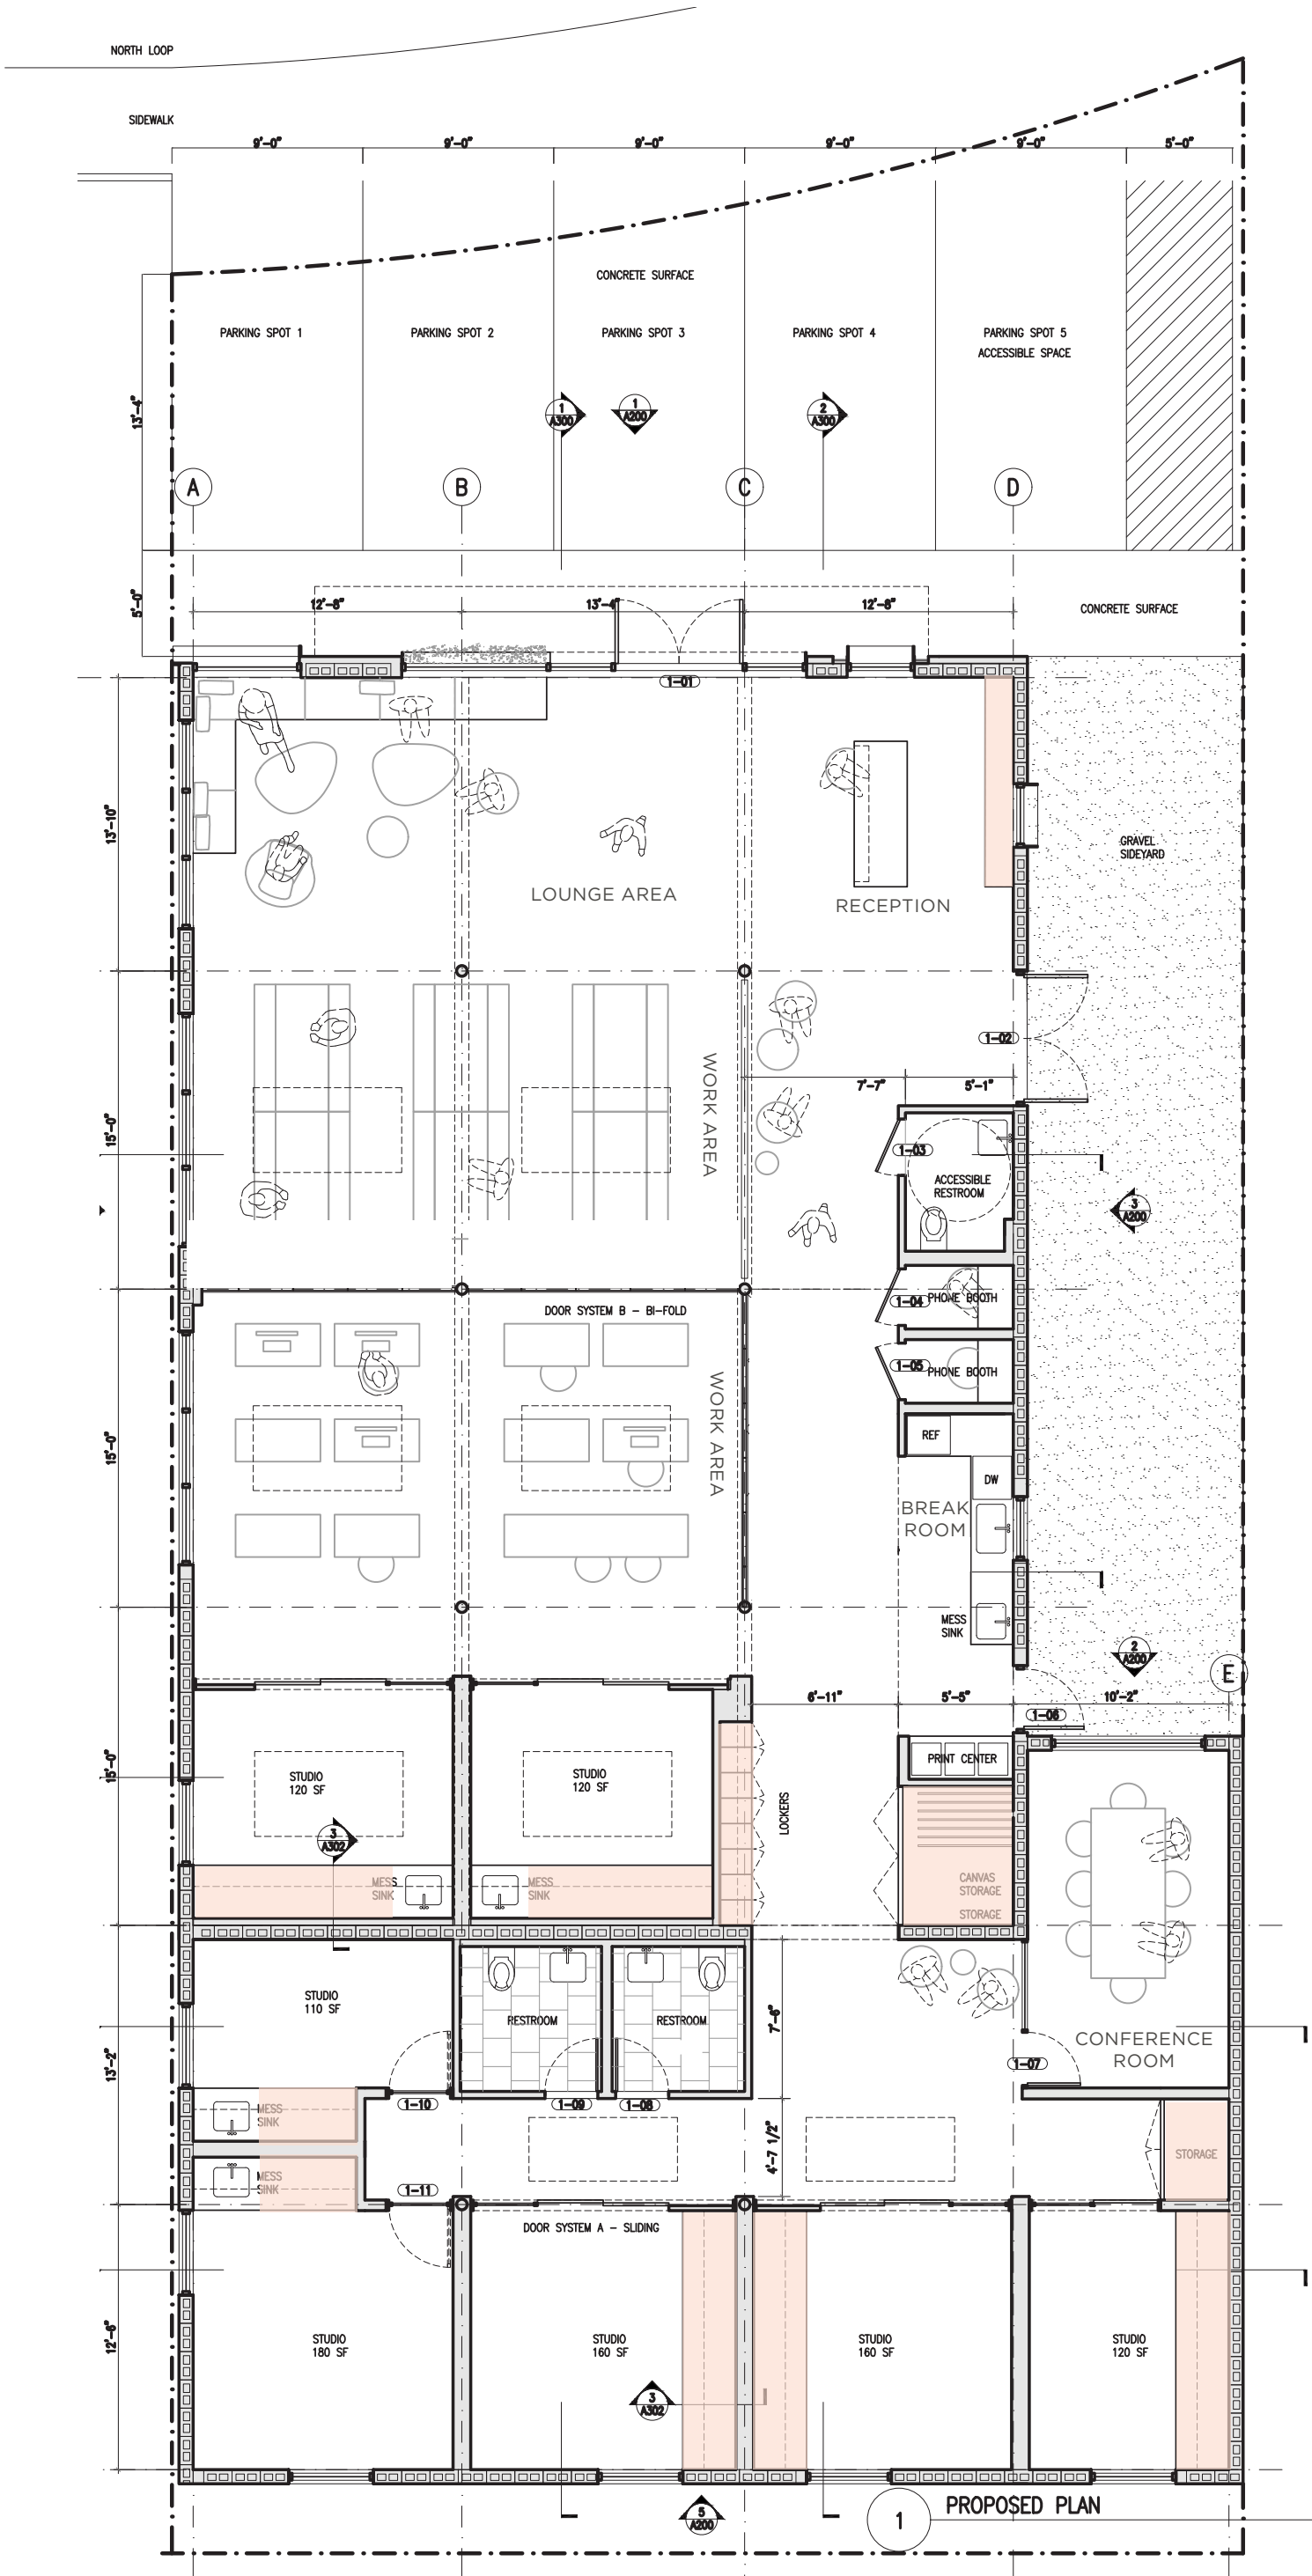 NORTH LOOP
SIDEWALK
9'-0"
9'-0"
9'-0"
9'-0"
9'-0"
5'-0"
CONCRETE SURFACE
PARKING SPOT 1
PARKING SPOT 2
PARKING SPOT 3
PARKING SPOT 4
PARKING SPOT 5
ACCESSIBLE SPACE
13'-4"
1
A300
1
A200
2
A300
A
B
C
D
5'-0"
12'-8"
13'-4"
12'-8"
CONCRETE SURFACE
1-01
13'-10"
GRAVEL
SIDEYARD
LOUNGE AREA
RECEPTION
1-02
WORK AREA
7'-7"
5'-1"
15'-0"
1-03
ACCESSIBLE
RESTROOM
3
A200
1-04
PHONE BOOTH
DOOR SYSTEM B - BI-FOLD
1-05
PHONE BOOTH
WORK AREA
15'-0"
REF
DW
BREAK
ROOM
MESS
SINK
2
A200
E
6'-11"
5'-5"
10'-2"
1-06
PRINT CENTER
15'-0"
STUDIO
120 SF
STUDIO
120 SF
LOCKERS
3
A302
MESS
SINK
MESS
SINK
CANVAS
STORAGE
STORAGE
STUDIO
110 SF
RESTROOM
RESTROOM
7'-6"
CONFERENCE
ROOM
1-07
13'-2"
MESS
SINK
1-10
1-09
1-08
4'-7 1/2"
STORAGE
MESS
SINK
1-11
DOOR SYSTEM A - SLIDING
12'-6"
STUDIO
180 SF
STUDIO
160 SF
STUDIO
160 SF
STUDIO
120 SF
3
A302
5
A200
1
PROPOSED PLAN